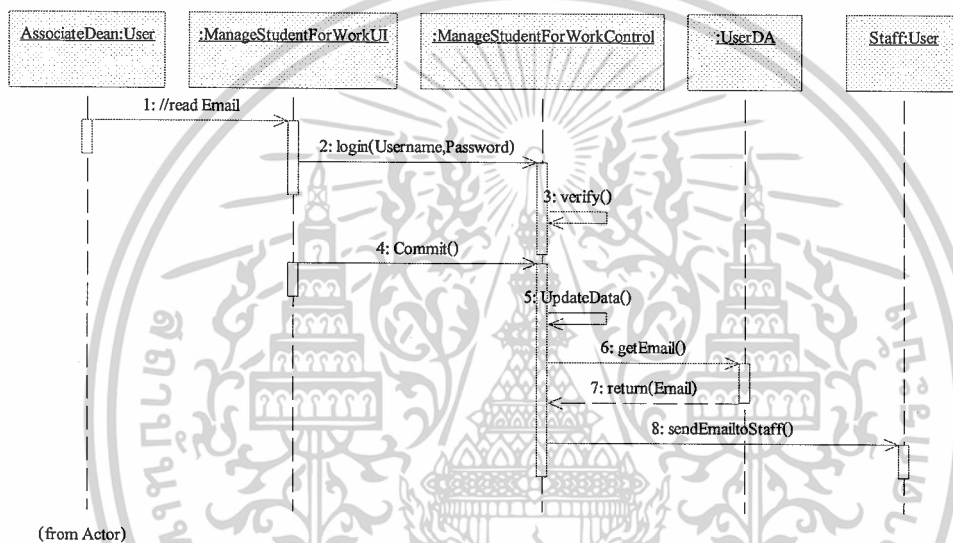 AssociateDean:User
:ManageStudentForWorkUI
:ManageStudentForWorkControl
:UserDA
Staff:User
1: //read Email
2: login(Username,Password)
3: verify()
4: Commit()
5: UpdateData()
6: getEmail()
7: return(Email)
8: sendEmailtoStaff()
(from Actor)